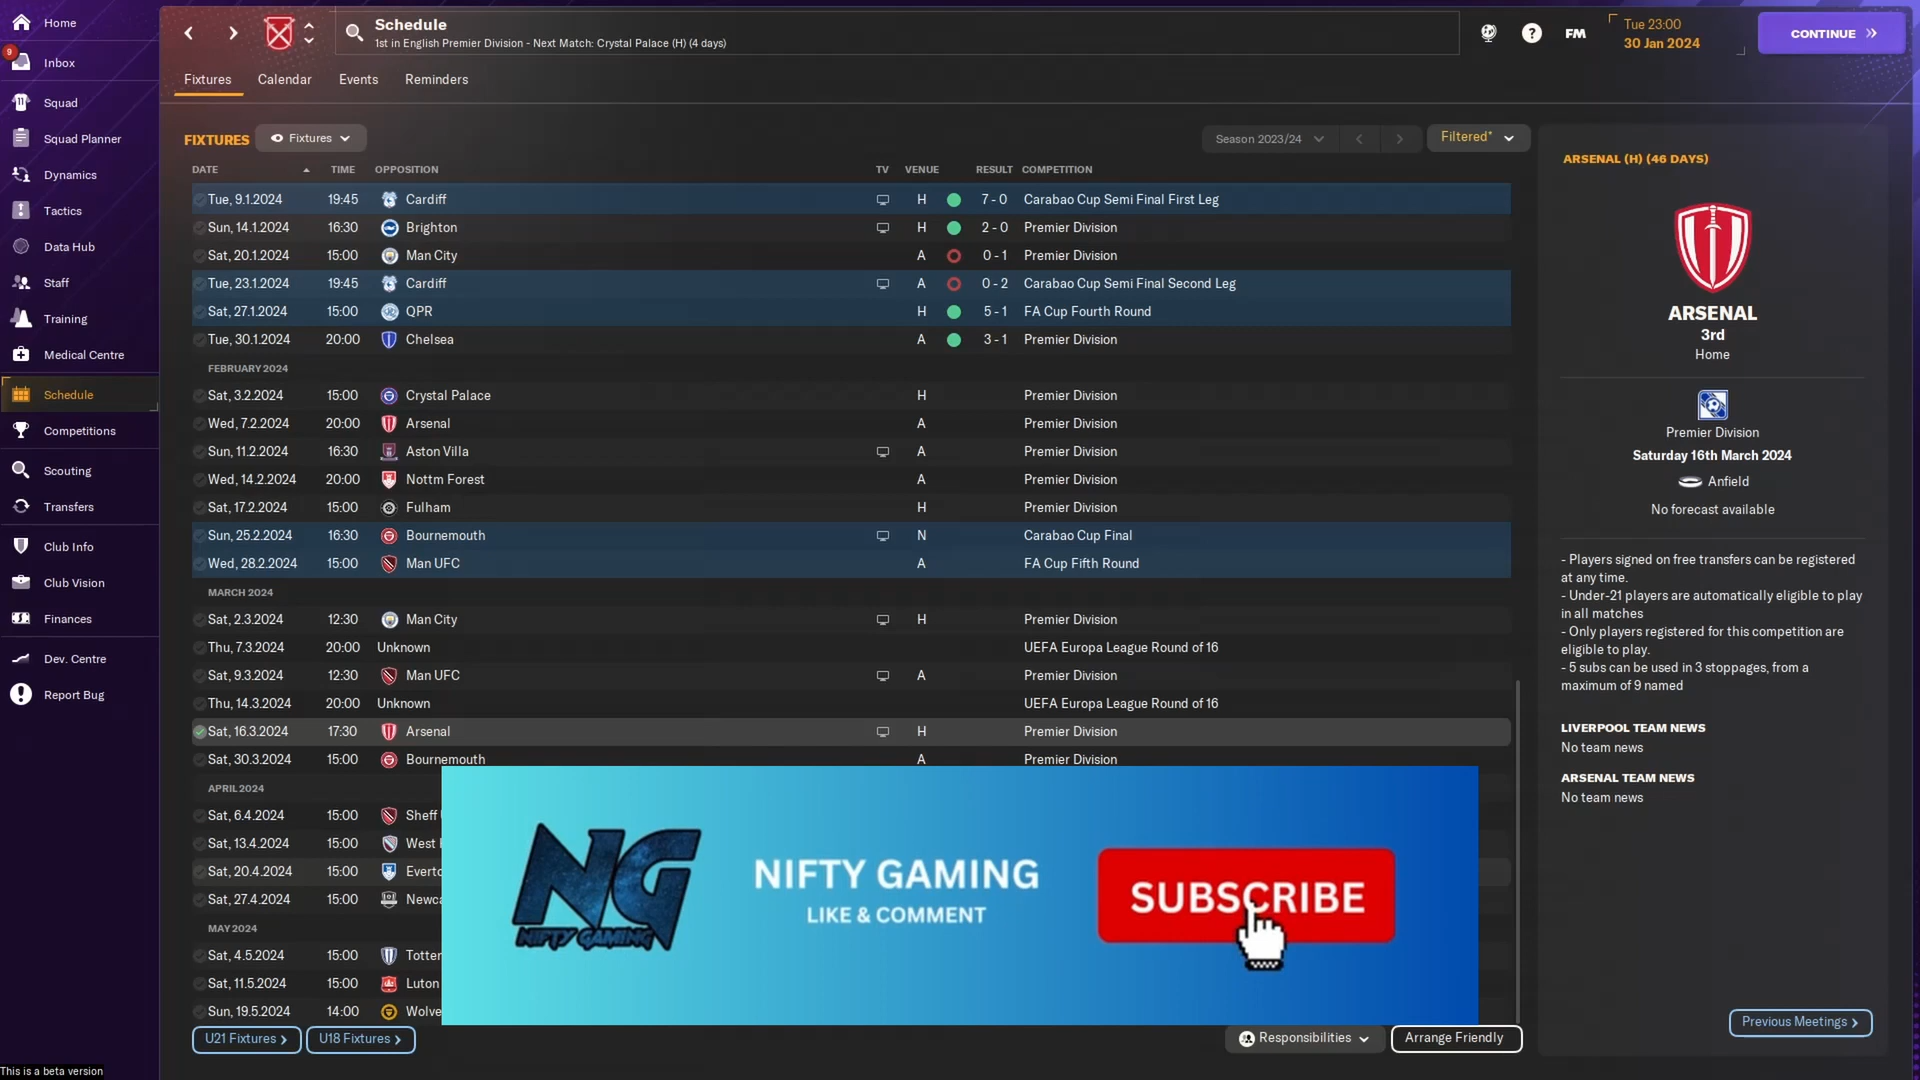 Home
9
Inbox
Squad
Squad Planner
Dynamics
Tactics
Data Hub
Staff
Training
Medical Centre
Schedule
Competitions
Scouting
Transfers
Club Info
Club Vision
Finances
Dev. Centre
Report Bug
This is a beta version
Schedule
1st in English Premier Division - Next Match: Crystal Palace (H) (4 days)
FM
Tue 23:00
30 Jan 2024
CONTINUE
Fixtures Calendar Events Reminders
FIXTURES Fixtures Season 2023/24 Filtered*
DATE TIME OPPOSITION TV VENUE RESULT COMPETITION
Tue, 9.1.2024 19:45 Cardiff H 7 - 0 Carabao Cup Semi Final First Leg
Sun, 14.1.2024 16:30 Brighton H 2 - 0 Premier Division
Sat, 20.1.2024 15:00 Man City A 0 - 1 Premier Division
Tue, 23.1.2024 19:45 Cardiff A 0 - 2 Carabao Cup Semi Final Second Leg
Sat, 27.1.2024 15:00 QPR H 5 - 1 FA Cup Fourth Round
Tue, 30.1.2024 20:00 Chelsea A 3 - 1 Premier Division
FEBRUARY 2024
Sat, 3.2.2024 15:00 Crystal Palace H Premier Division
Wed, 7.2.2024 20:00 Arsenal A Premier Division
Sun, 11.2.2024 16:30 Aston Villa A Premier Division
Wed, 14.2.2024 20:00 Nottm Forest A Premier Division
Sat, 17.2.2024 15:00 Fulham H Premier Division
Sun, 25.2.2024 16:30 Bournemouth N Carabao Cup Final
Wed, 28.2.2024 15:00 Man UFC A FA Cup Fifth Round
MARCH 2024
Sat, 2.3.2024 12:30 Man City H Premier Division
Thu, 7.3.2024 20:00 Unknown UEFA Europa League Round of 16
Sat, 9.3.2024 12:30 Man UFC A Premier Division
Thu, 14.3.2024 20:00 Unknown UEFA Europa League Round of 16
Sat, 16.3.2024 17:30 Arsenal H Premier Division
Sat, 30.3.2024 15:00 Bournemouth A Premier Division
APRIL 2024
Sat, 6.4.2024 15:00 Sheff
Sat, 13.4.2024 15:00 West
Sat, 20.4.2024 15:00 Everto
Sat, 27.4.2024 15:00 Newca
MAY 2024
Sat, 4.5.2024 15:00 Totter
Sat, 11.5.2024 15:00 Luton
Sun, 19.5.2024 14:00 Wolve
NG
NIFTY GAMING
NIFTY GAMING
LIKE & COMMENT
SUBSCRIBE
U21 Fixtures U18 Fixtures Responsibilities Arrange Friendly
ARSENAL (H) (46 DAYS)
ARSENAL
3rd
Home
Premier Division
Saturday 16th March 2024
Anfield
No forecast available
- Players signed on free transfers can be registered
at any time.
- Under-21 players are automatically eligible to play
in all matches
- Only players registered for this competition are
eligible to play.
- 5 subs can be used in 3 stoppages, from a
maximum of 9 named
LIVERPOOL TEAM NEWS
No team news
ARSENAL TEAM NEWS
No team news
Previous Meetings